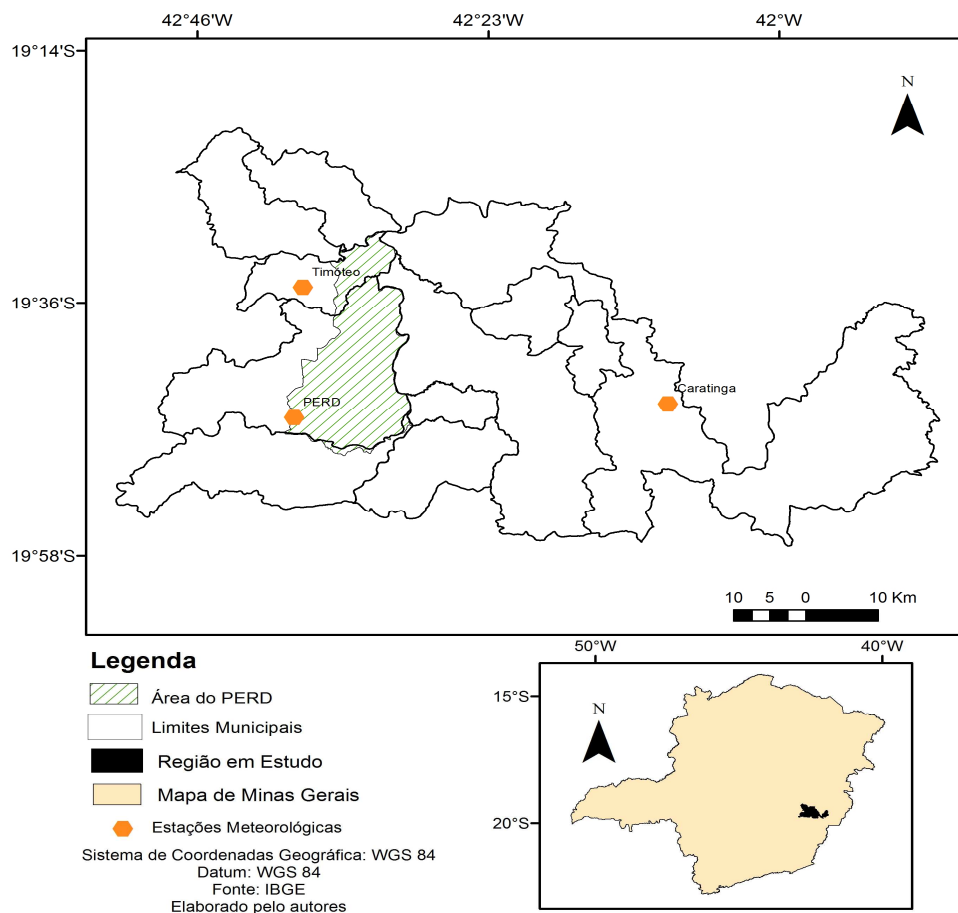 42°46'W 42°23'W 42°W
19°14'S
N
Timóteo
19°36'S
Caratinga
PERD
19°58'S
10 5 0 10 Km
Legenda
Área do PERD
Limites Municipais
Região em Estudo
Mapa de Minas Gerais
Estações Meteorológicas
Sistema de Coordenadas Geográfica: WGS 84
Datum: WGS 84
Fonte: IBGE
Elaborado pelo autores
50°W 40°W
15°S
N
20°S